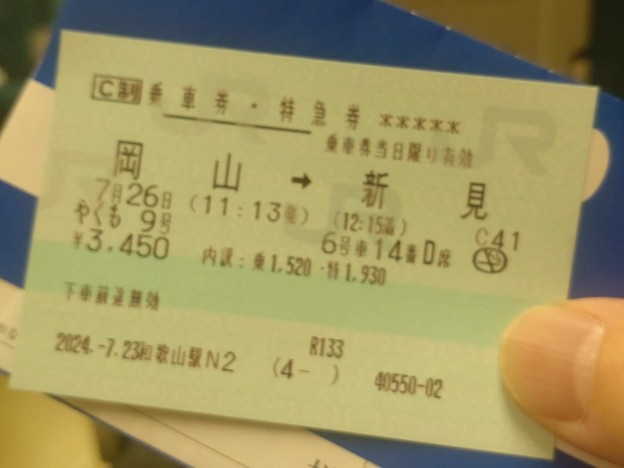 C制 乗車券・特急券 *****
乗車券当日限り有効
岡山 → 新見
7月26日 (11:13発) (12:15着) C41
やくも 9号 6号車14番D席
¥3,450 内訳:乗1,520・特1,930
下車前途無効
R133
2024.-7.23和歌山駅N2 (4- ) 40550-02